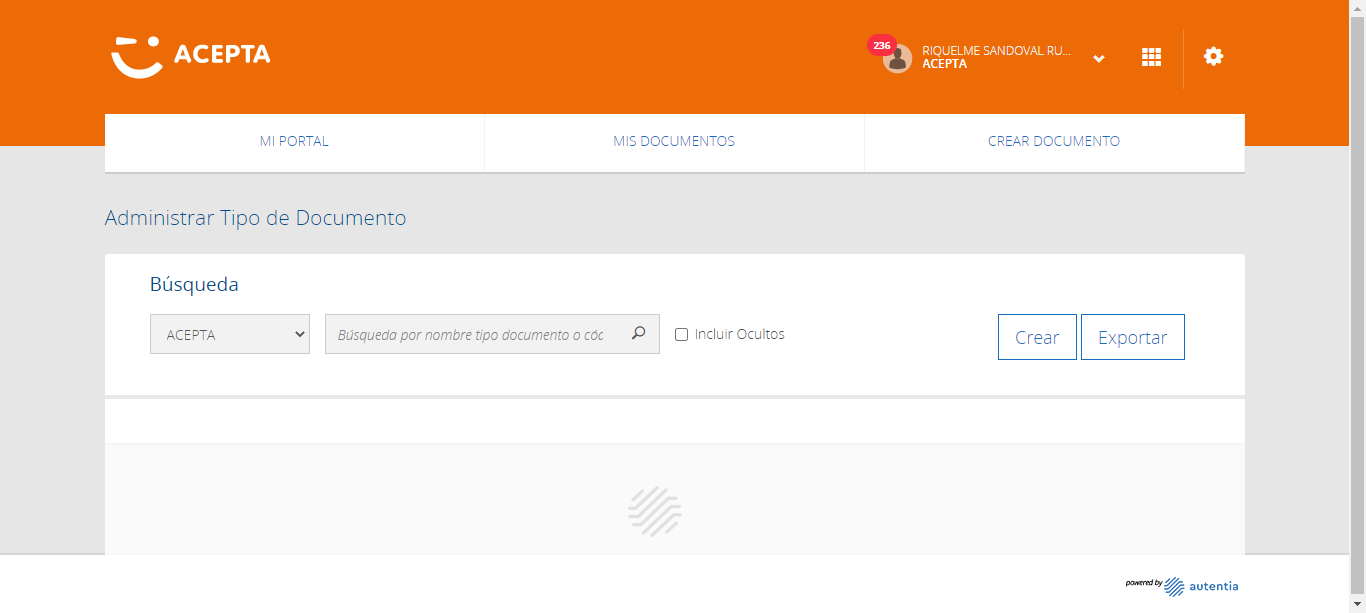 ACEPTA
236
RIQUELME SANDOVAL RU...
ACEPTA
MI PORTAL
MIS DOCUMENTOS
CREAR DOCUMENTO
Administrar Tipo de Documento
Búsqueda
ACEPTA
Búsqueda por nombre tipo documento o cóc
Incluir Ocultos
Crear
Exportar
powered by autentia